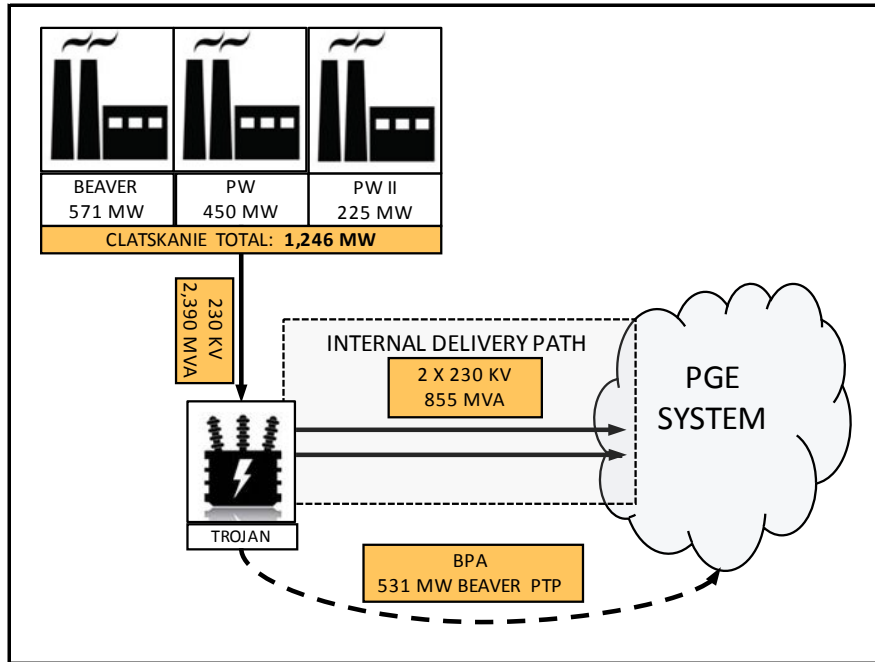 BEAVER
571 MW
PW
450 MW
PW II
225 MW
CLATSKANIE TOTAL: 1,246 MW
230 KV
2,390 MVA
INTERNAL DELIVERY PATH
2 X 230 KV
855 MVA
PGE
SYSTEM
TROJAN
BPA
531 MW BEAVER PTP